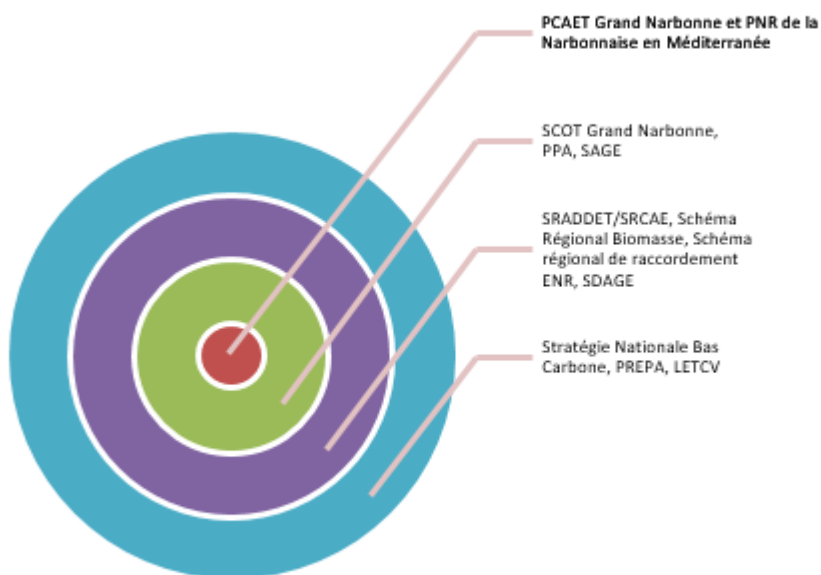 PCAET Grand Narbonne et PNR de la
Narbonnaise en Méditerranée
SCOT Grand Narbonne,
PPA, SAGE
SRADDET/SRCAE, Schéma
Régional Biomasse, Schéma
régional de raccordement
ENR, SDAGE
Stratégie Nationale Bas
Carbone, PREPA, LETCV